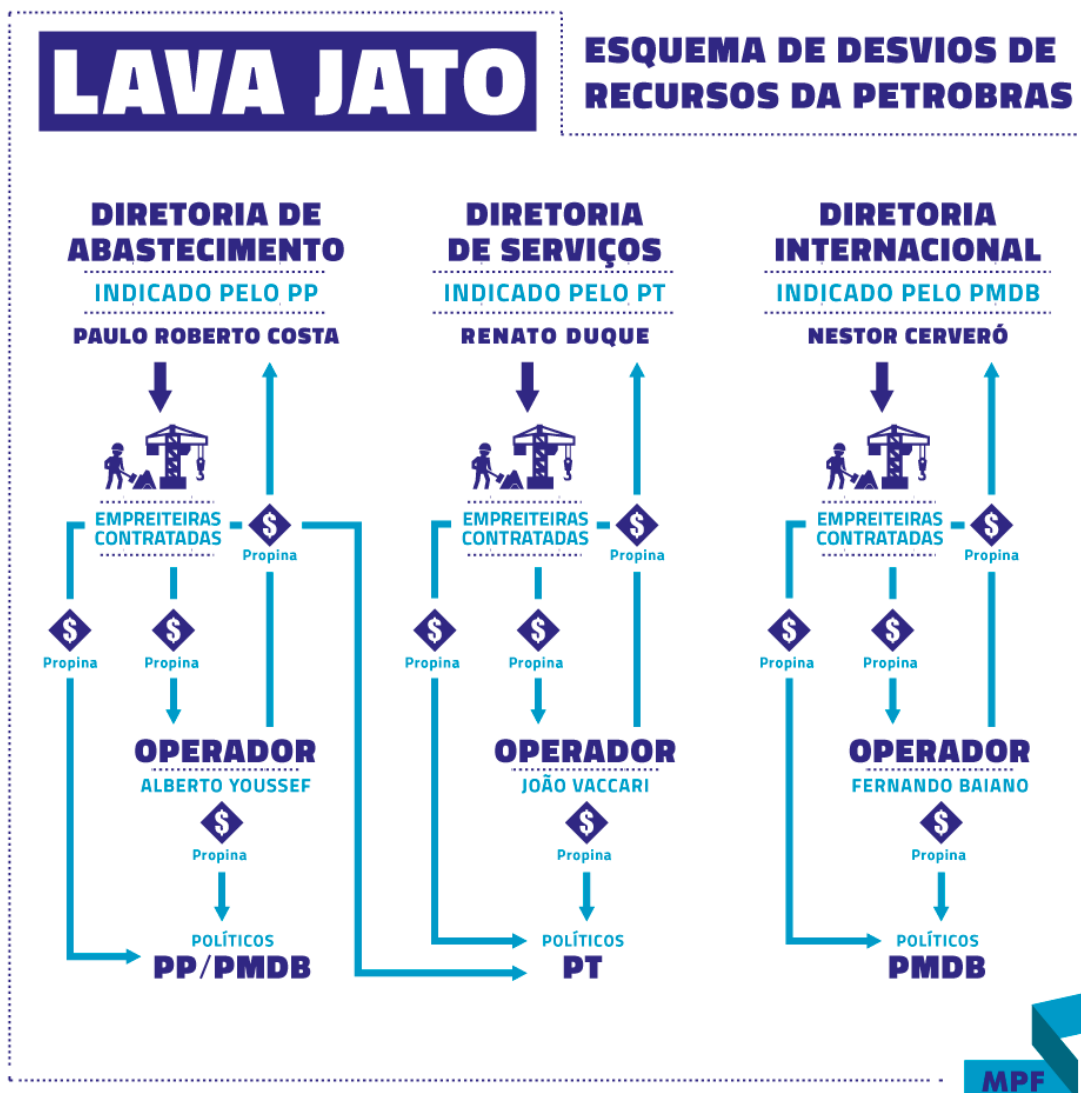 LAVA JATO
ESQUEMA DE DESVIOS DE
RECURSOS DA PETROBRAS
DIRETORIA DE
ABASTECIMENTO
INDICADO PELO PP
PAULO ROBERTO COSTA
EMPREITEIRAS
CONTRATADAS
$
Propina
$
Propina
$
Propina
OPERADOR
ALBERTO YOUSSEF
$
Propina
POLÍTICOS
PP/PMDB
DIRETORIA
DE SERVIÇOS
INDICADO PELO PT
RENATO DUQUE
EMPREITEIRAS
CONTRATADAS
$
Propina
$
Propina
$
Propina
OPERADOR
JOÃO VACCARI
$
Propina
POLÍTICOS
PT
DIRETORIA
INTERNACIONAL
INDICADO PELO PMDB
NESTOR CERVERÓ
EMPREITEIRAS
CONTRATADAS
$
Propina
$
Propina
$
Propina
OPERADOR
FERNANDO BAIANO
$
Propina
POLÍTICOS
PMDB
MPF